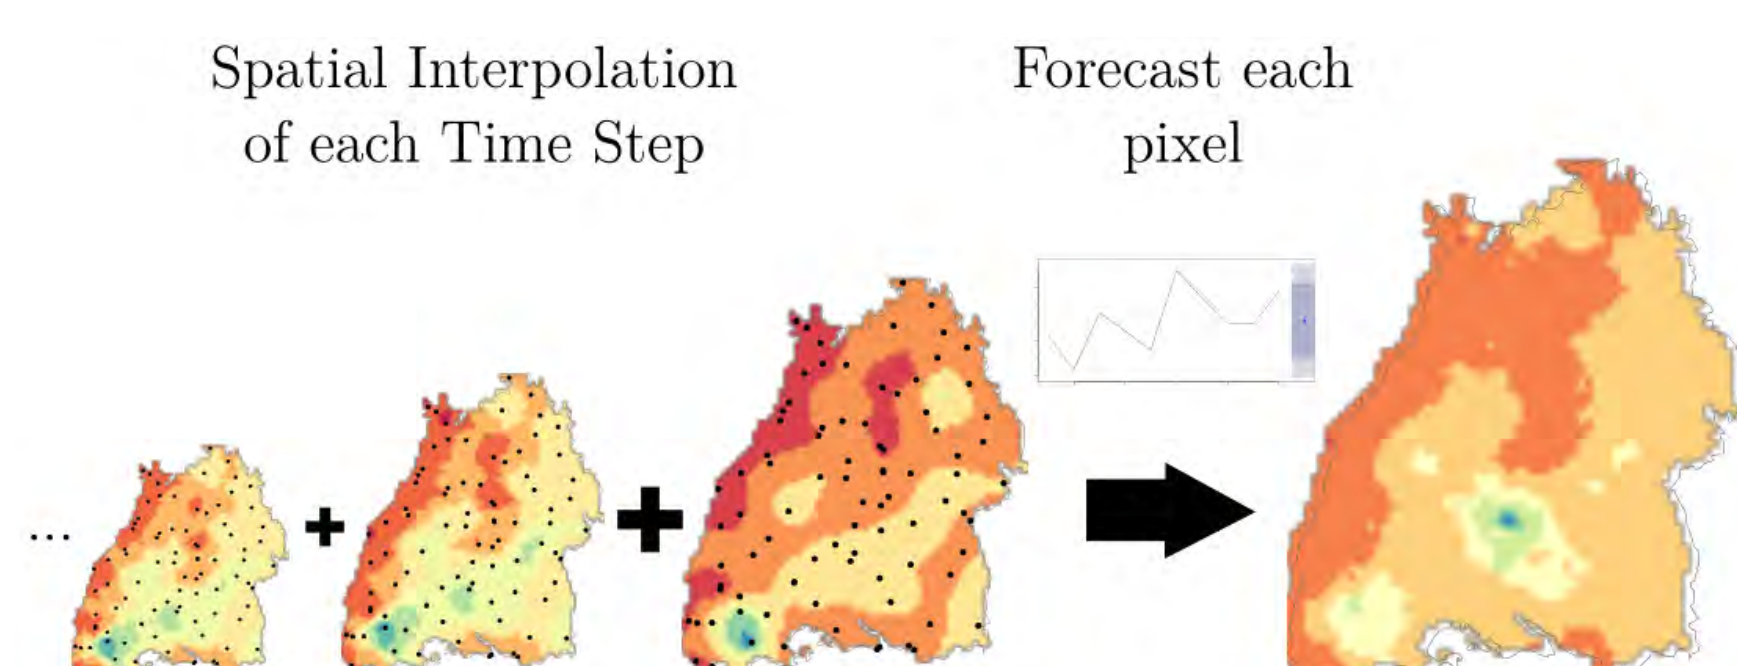 Spatial Interpolation
of each Time Step
Forecast each
pixel
...